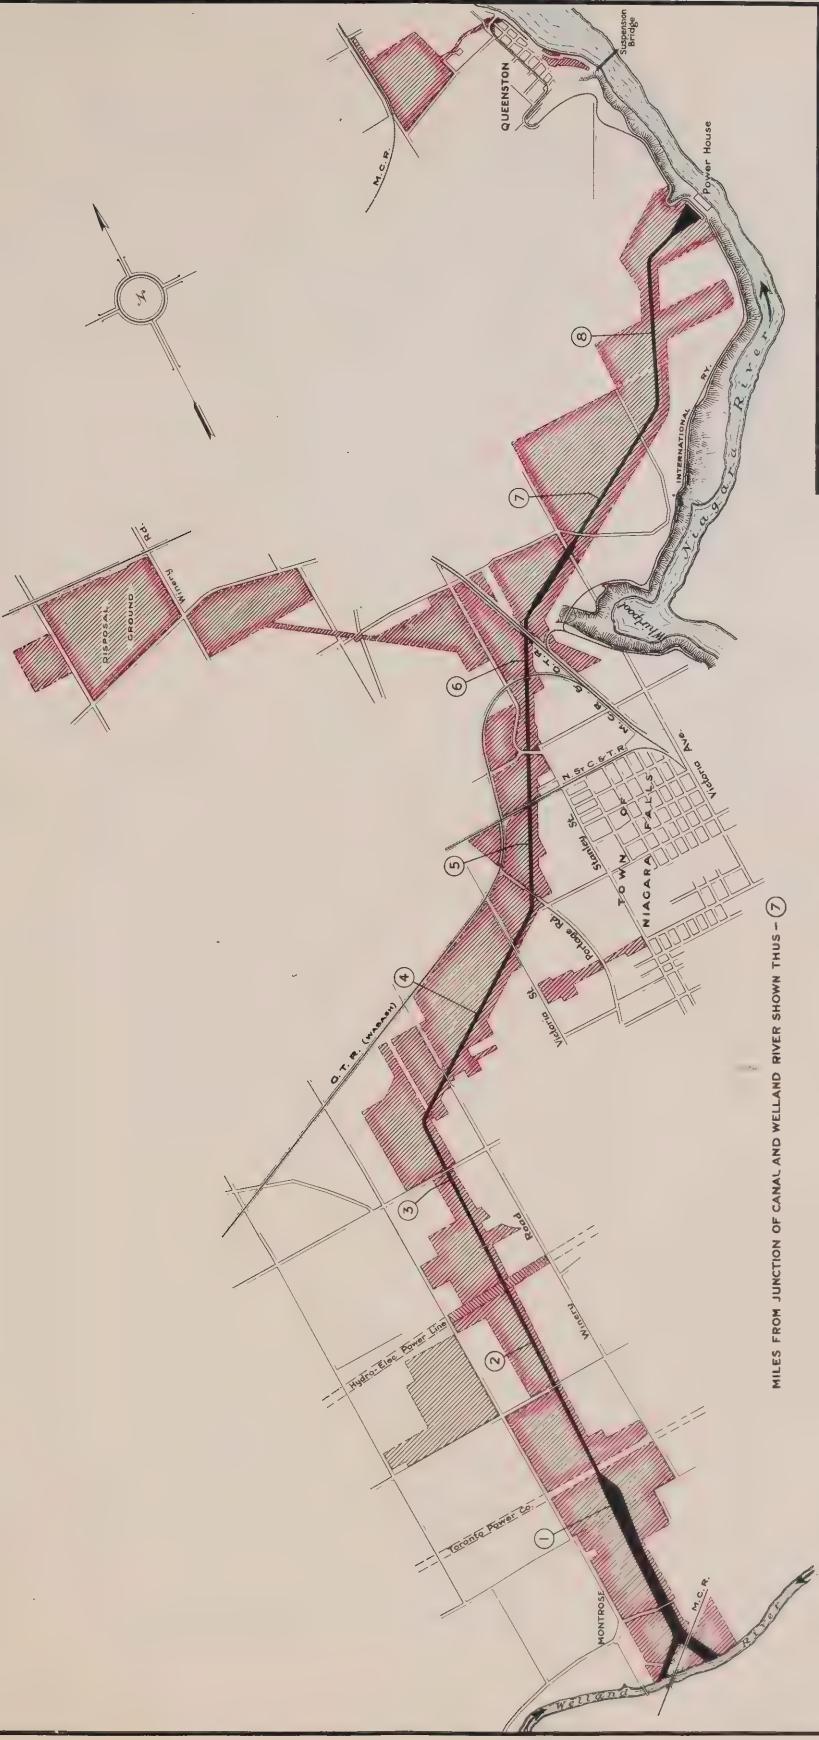 Suspension
Bridge
QUEENSTON
M.C.R.
Power House
N
8
INTERNATIONAL RY.
Niagara River
7
Winery Rd.
DISPOSAL
GROUND
Whirlpool
6
M.C.R. & G.T.R.
N. ST C. & T. R.
Victoria Ave.
Stanley St.
TOWN OF
NIAGARA FALLS
5
Portage Rd.
Victoria St.
4
G.T.R. (WABASH)
3
Winery Road
Hydro-Elec. Power Line
2
Toronto Power Co.
1
MONTROSE
M.C.R.
Welland River
MILES FROM JUNCTION OF CANAL AND WELLAND RIVER SHOWN THUS – 7